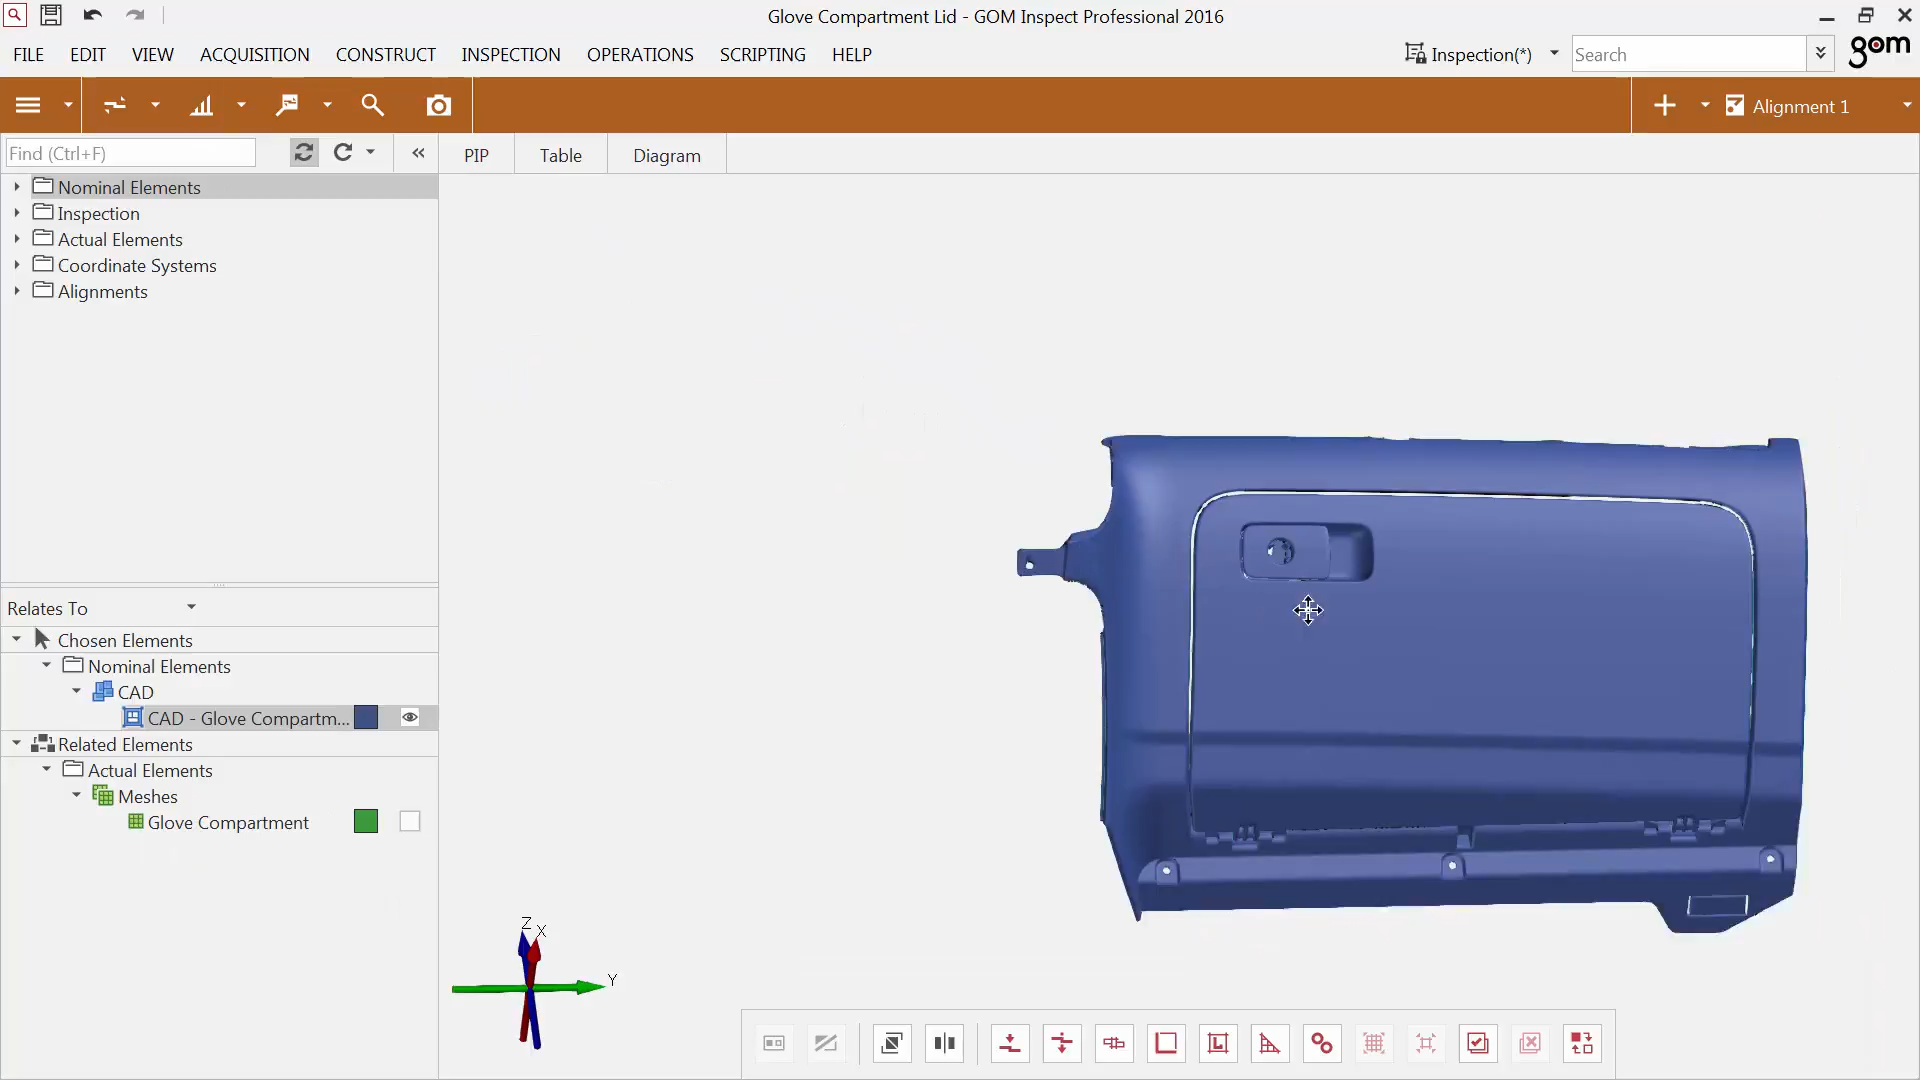 Glove Compartment Lid - GOM Inspect Professional 2016
FILE EDIT VIEW ACQUISITION CONSTRUCT INSPECTION OPERATIONS SCRIPTING HELP
Inspection(*) Search gom
Alignment 1
Find (Ctrl+F)
PIP Table Diagram
Nominal Elements
Inspection
Actual Elements
Coordinate Systems
Alignments
Relates To
Chosen Elements
Nominal Elements
CAD
CAD - Glove Compartm...
Related Elements
Actual Elements
Meshes
Glove Compartment
Z
X
Y